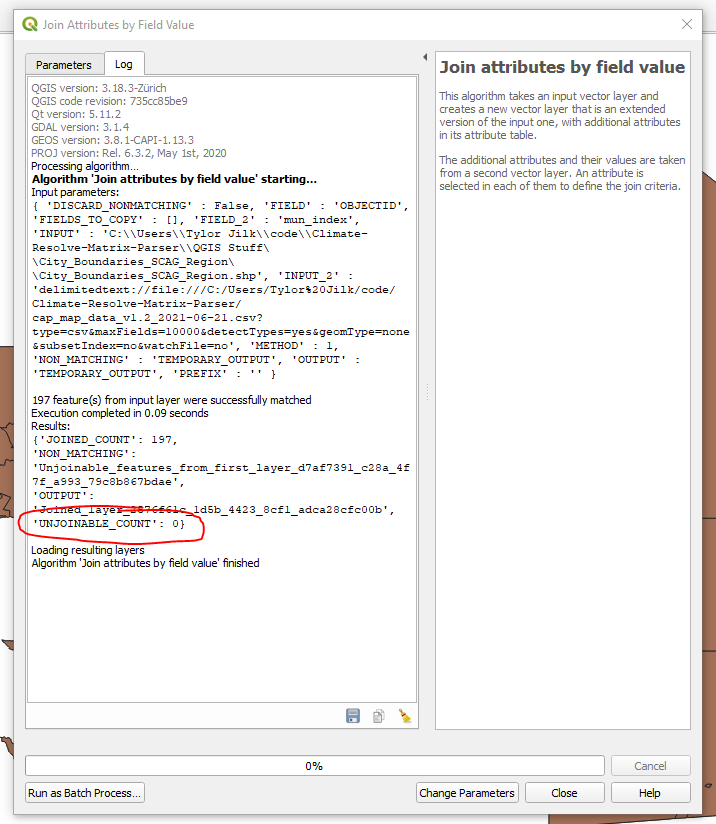 Join Attributes by Field Value
Parameters
Log
QGIS version: 3.18.3-Zürich
QGIS code revision: 735cc85be9
Qt version: 5.11.2
GDAL version: 3.1.4
GEOS version: 3.8.1-CAPI-1.13.3
PROJ version: Rel. 6.3.2, May 1st, 2020
Processing algorithm…
Algorithm 'Join attributes by field value' starting…
Input parameters:
{ 'DISCARD_NONMATCHING' : False, 'FIELD' : 'OBJECTID',
'FIELDS_TO_COPY' : [], 'FIELD_2' : 'mun_index',
'INPUT' : 'C:\\Users\\Tylor Jilk\\code\\Climate-
Resolve-Matrix-Parser\\QGIS Stuff\
\City_Boundaries_SCAG_Region\
\City_Boundaries_SCAG_Region.shp', 'INPUT_2' :
'delimitedtext://file:///C:/Users/Tylor%20Jilk/code/
Climate-Resolve-Matrix-Parser/
cap_map_data_v1.2_2021-06-21.csv?
type=csv&maxFields=10000&detectTypes=yes&geomType=none
&subsetIndex=no&watchFile=no', 'METHOD' : 1,
'NON_MATCHING' : 'TEMPORARY_OUTPUT', 'OUTPUT' :
'TEMPORARY_OUTPUT', 'PREFIX' : '' }
197 feature(s) from input layer were successfully matched
Execution completed in 0.09 seconds
Results:
{'JOINED_COUNT': 197,
'NON_MATCHING':
'Unjoinable_features_from_first_layer_d7af7391_c28a_4f
7f_a993_79c8b867bdae',
'OUTPUT':
'Joined_layer_2876f61c_1d5b_4423_8cf1_adca28cfc00b',
'UNJOINABLE_COUNT': 0}
Loading resulting layers
Algorithm 'Join attributes by field value' finished
Join attributes by field value
This algorithm takes an input vector layer and
creates a new vector layer that is an extended
version of the input one, with additional attributes
in its attribute table.
The additional attributes and their values are taken
from a second vector layer. An attribute is
selected in each of them to define the join criteria.
0%
Cancel
Run as Batch Process…
Change Parameters
Close
Help